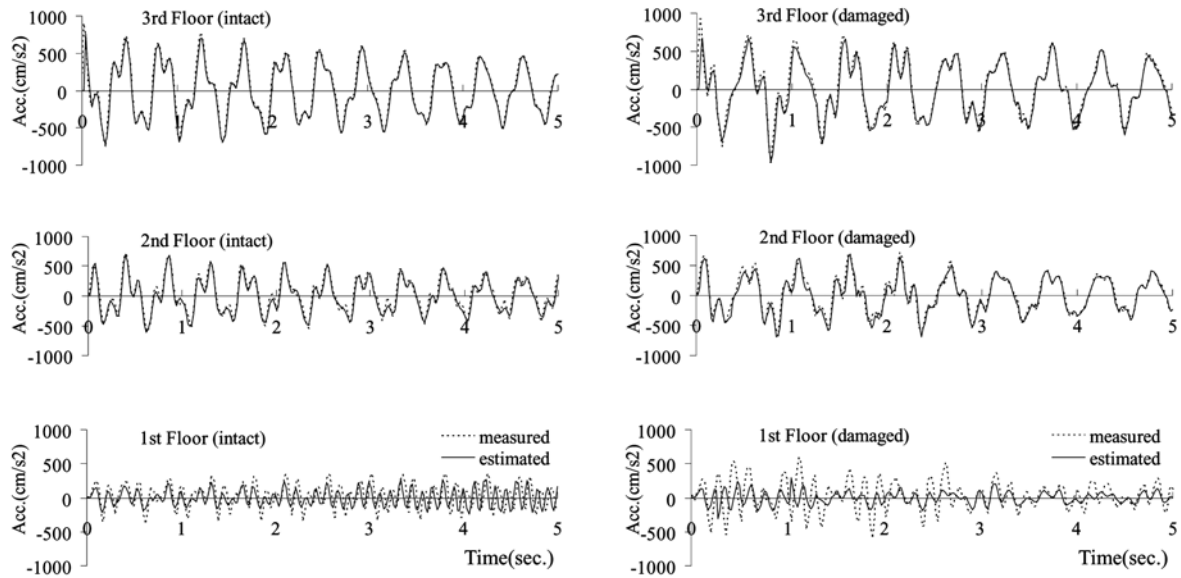 3rd Floor (intact)
Acc.(cm/s2)
1000
500
0
-500
-1000
0 1 2 3 4 5
3rd Floor (damaged)
Acc.(cm/s2)
1000
500
0
-500
-1000
0 1 2 3 4 5
2nd Floor (intact)
Acc.(cm/s2)
1000
500
0
-500
-1000
0 1 2 3 4 5
2nd Floor (damaged)
Acc.(cm/s2)
1000
500
0
-500
-1000
0 1 2 3 4 5
1st Floor (intact)
measured
estimated
Acc.(cm/s2)
1000
500
0
-500
-1000
0 1 2 3 4 5
Time(sec.)
1st Floor (damaged)
measured
estimated
Acc.(cm/s2)
1000
500
0
-500
-1000
0 1 2 3 4 5
Time(sec.)